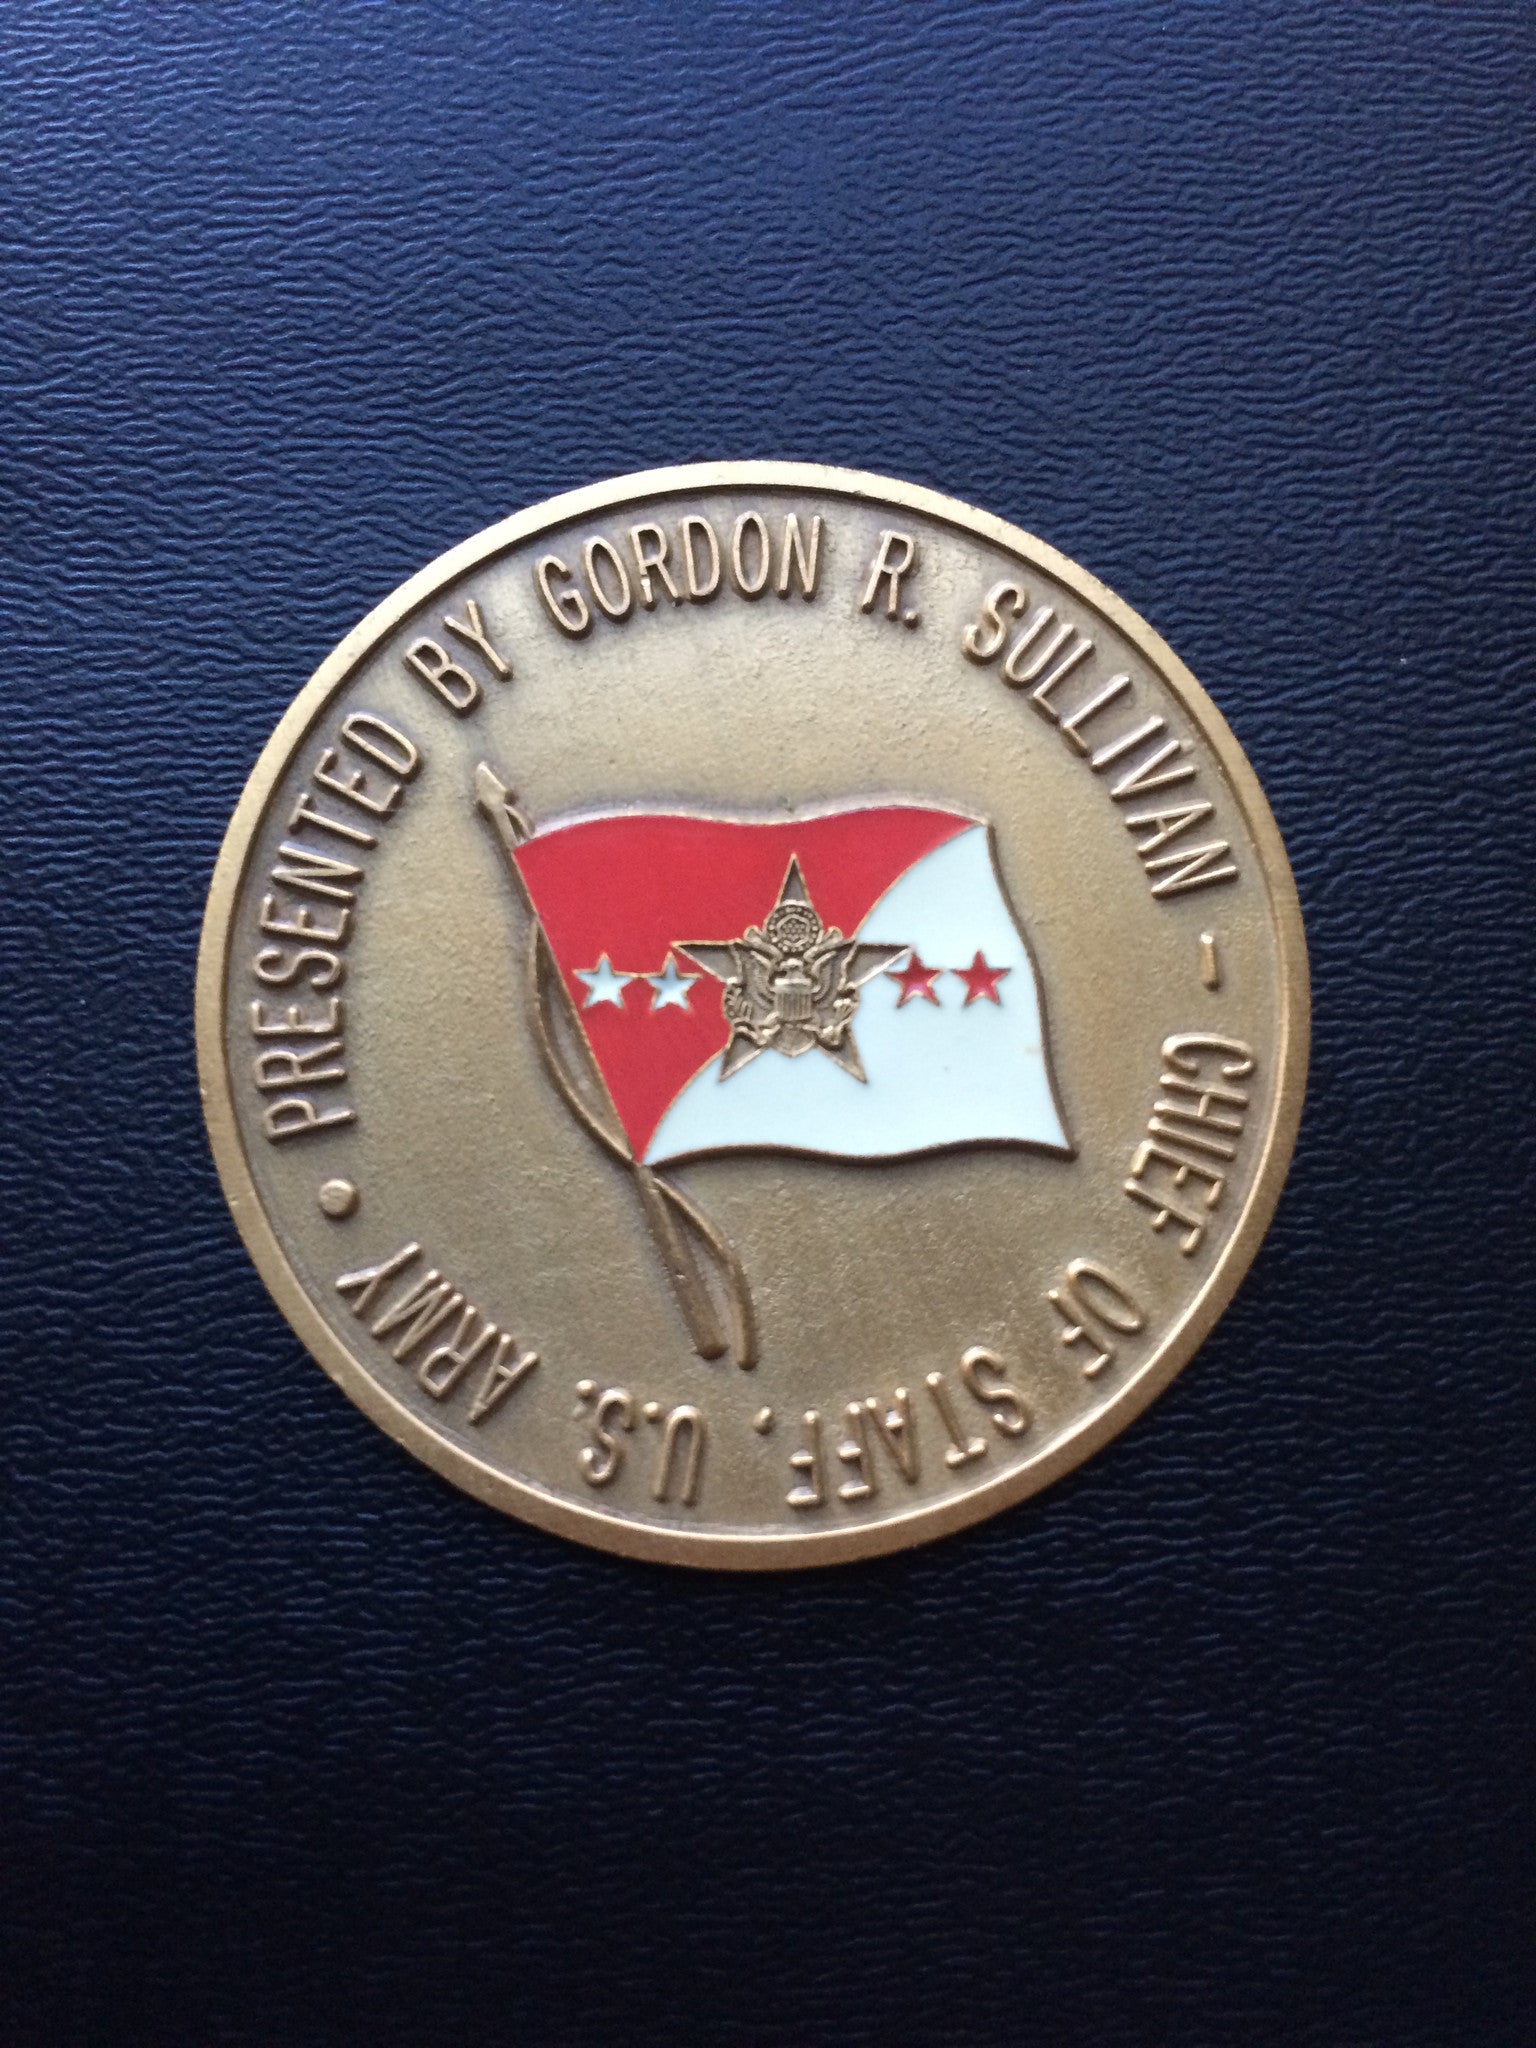 • PRESENTED BY GORDON R. SULLIVAN - CHIEF OF STAFF, U.S. ARMY